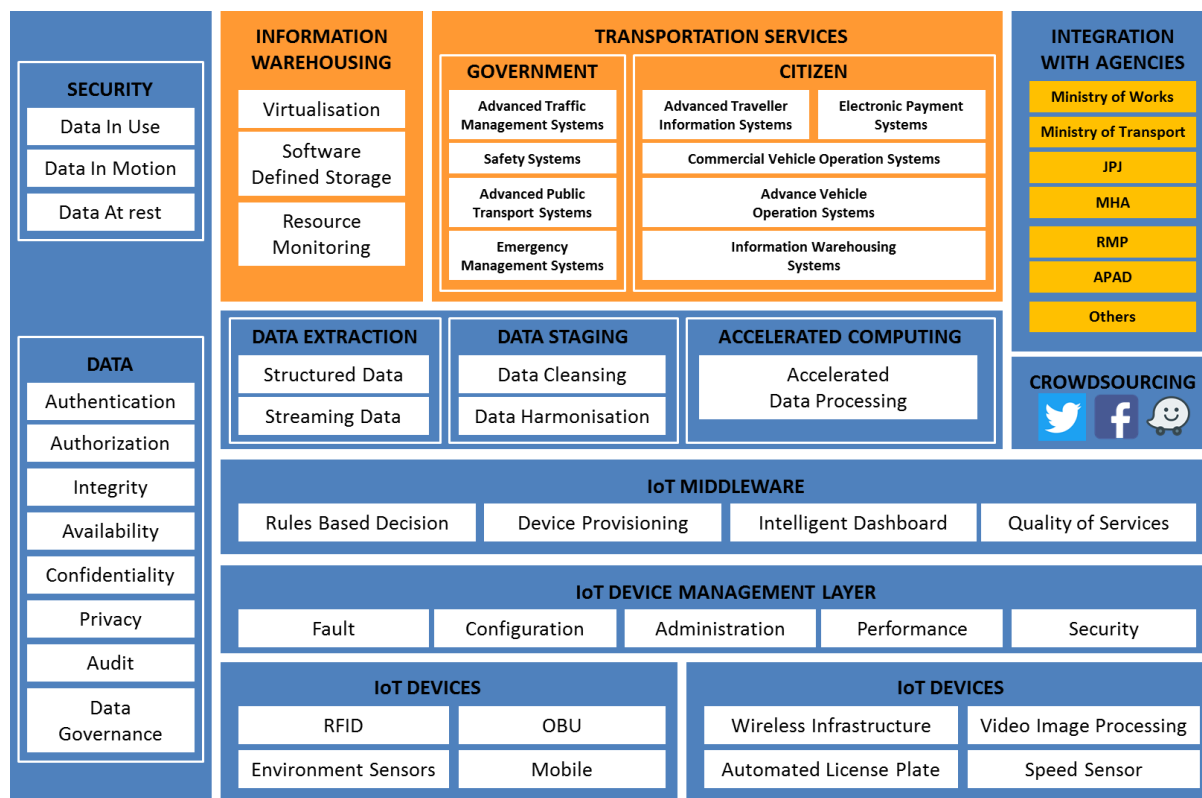 SECURITY
Data In Use
Data In Motion
Data At rest
DATA
Authentication
Authorization
Integrity
Availability
Confidentiality
Privacy
Audit
Data
Governance
INFORMATION
WAREHOUSING
Virtualisation
Software
Defined Storage
Resource
Monitoring
TRANSPORTATION SERVICES
GOVERNMENT
Advanced Traffic
Management Systems
Safety Systems
Advanced Public
Transport Systems
Emergency
Management Systems
CITIZEN
Advanced Traveller
Information Systems
Electronic Payment
Systems
Commercial Vehicle Operation Systems
Advance Vehicle
Operation Systems
Information Warehousing
Systems
INTEGRATION
WITH AGENCIES
Ministry of Works
Ministry of Transport
JPJ
MHA
RMP
APAD
Others
DATA EXTRACTION
Structured Data
Streaming Data
DATA STAGING
Data Cleansing
Data Harmonisation
ACCELERATED COMPUTING
Accelerated
Data Processing
CROWDSOURCING
IoT MIDDLEWARE
Rules Based Decision
Device Provisioning
Intelligent Dashboard
Quality of Services
IoT DEVICE MANAGEMENT LAYER
Fault
Configuration
Administration
Performance
Security
IoT DEVICES
RFID
OBU
Environment Sensors
Mobile
IoT DEVICES
Wireless Infrastructure
Video Image Processing
Automated License Plate
Speed Sensor